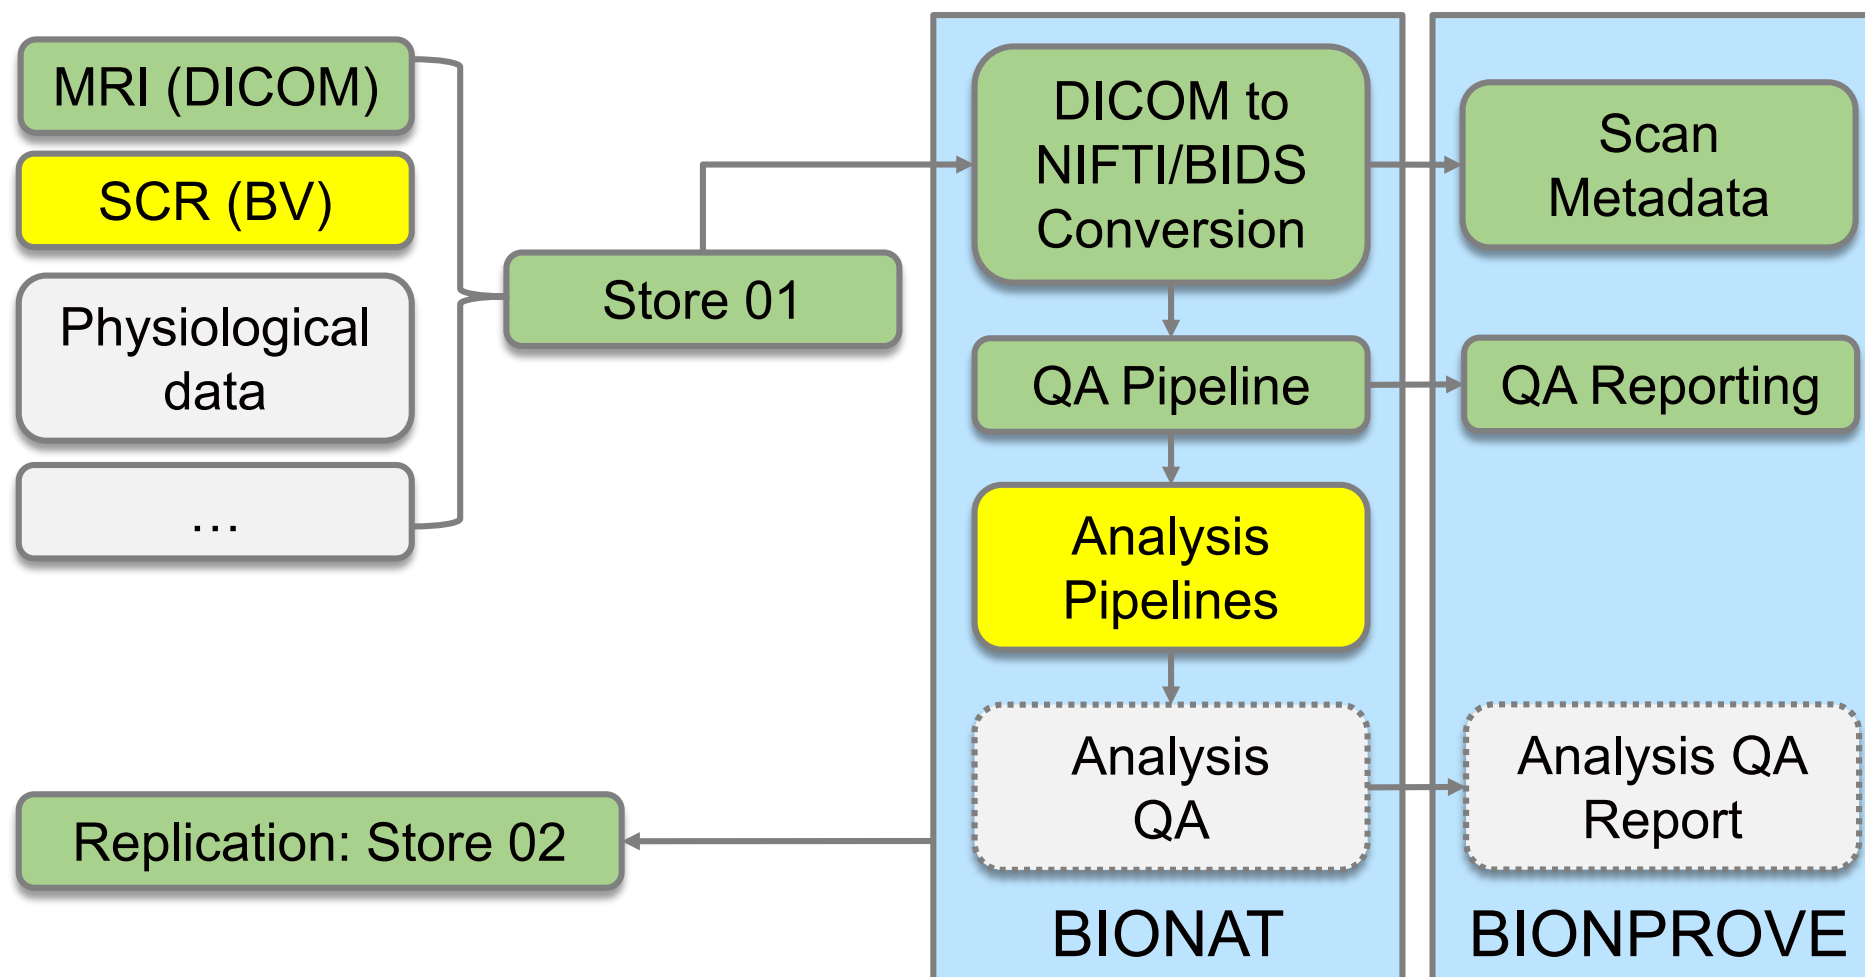 MRI (DICOM)
SCR (BV)
Physiological
data
…
Store 01
Replication: Store 02
DICOM to
NIFTI/BIDS
Conversion
QA Pipeline
Analysis
Pipelines
Analysis
QA
BIONAT
Scan
Metadata
QA Reporting
Analysis QA
Report
BIONPROVE